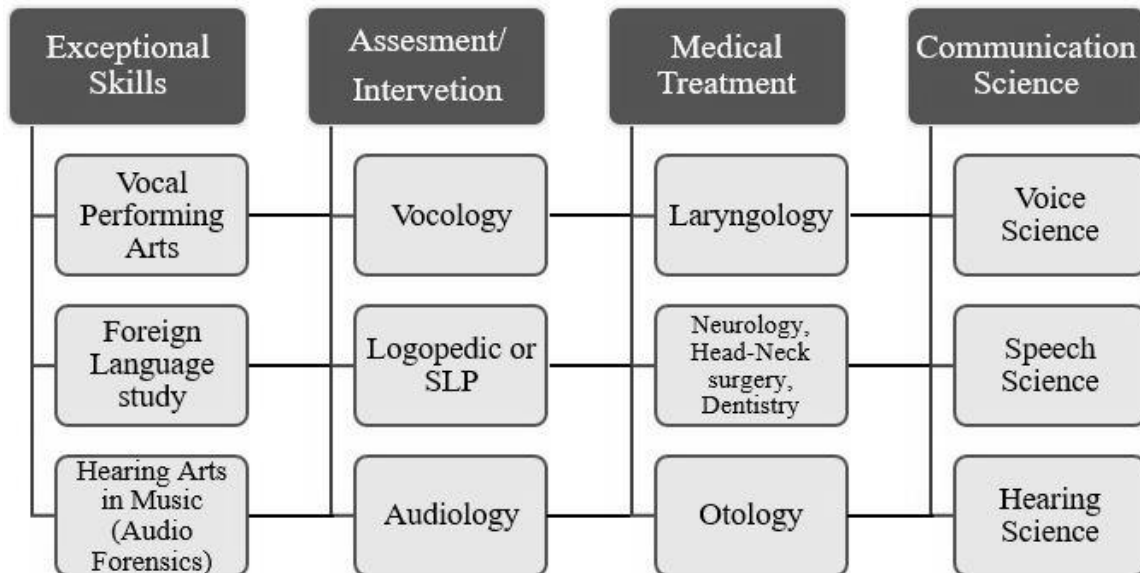 Exceptional
Skills
Assesment/
Intervetion
Medical
Treatment
Communication
Science
Vocal
Performing
Arts
Vocology
Laryngology
Voice
Science
Foreign
Language
study
Logopedic or
SLP
Neurology,
Head-Neck
surgery,
Dentistry
Speech
Science
Hearing Arts
in Music
(Audio
Forensics)
Audiology
Otology
Hearing
Science